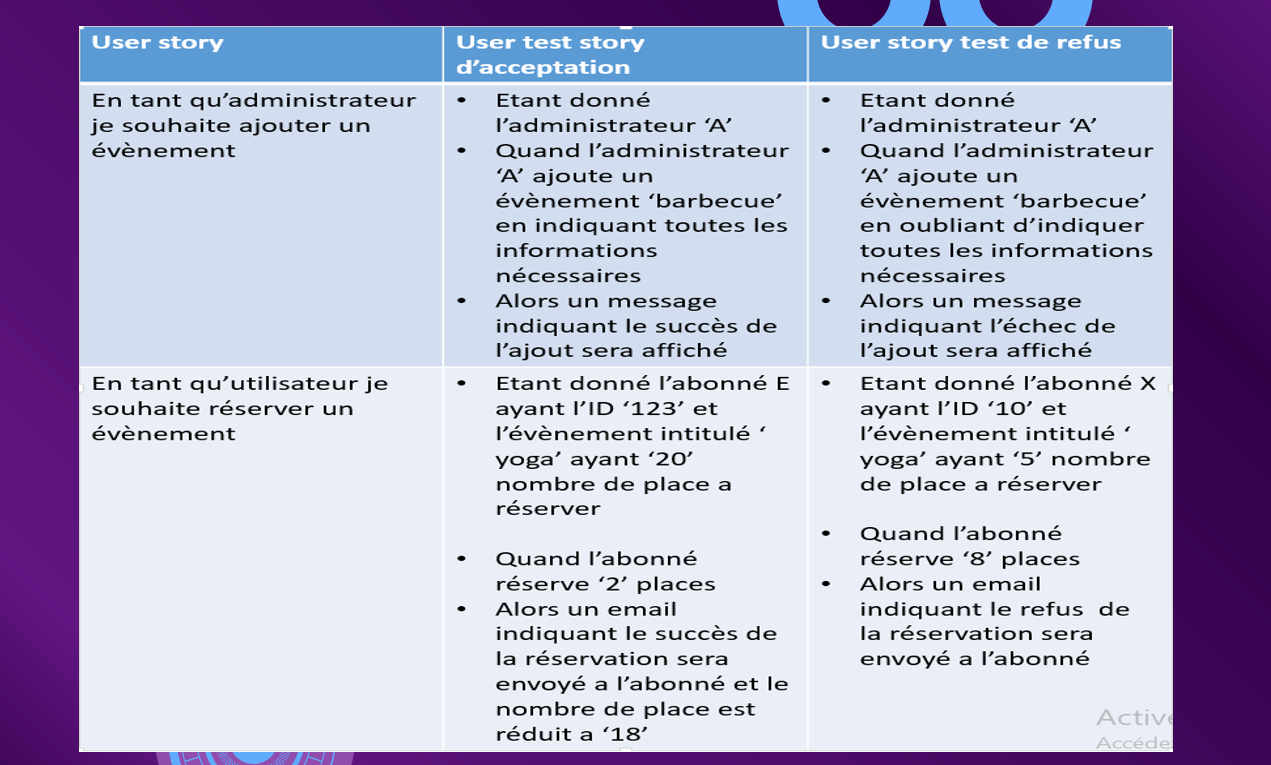 User story
User test story
d’acceptation
User story test de refus
En tant qu’administrateur
je souhaite ajouter un
évènement
• Etant donné
l’administrateur ‘A’
• Quand l’administrateur
‘A’ ajoute un
évènement ‘barbecue’
en indiquant toutes les
informations
nécessaires
• Alors un message
indiquant le succès de
l’ajout sera affiché
• Etant donné
l’administrateur ‘A’
• Quand l’administrateur
‘A’ ajoute un
évènement ‘barbecue’
en oubliant d’indiquer
toutes les informations
nécessaires
• Alors un message
indiquant l’échec de
l’ajout sera affiché
En tant qu’utilisateur je
souhaite réserver un
évènement
• Etant donné l’abonné E
ayant l’ID ‘123’ et
l’évènement intitulé ‘
yoga’ ayant ‘20’
nombre de place a
réserver
• Quand l’abonné
réserve ‘2’ places
• Alors un email
indiquant le succès de
la réservation sera
envoyé a l’abonné et le
nombre de place est
réduit a ‘18’
• Etant donné l’abonné X
ayant l’ID ‘10’ et
l’évènement intitulé ‘
yoga’ ayant ‘5’ nombre
de place a réserver
• Quand l’abonné
réserve ‘8’ places
• Alors un email
indiquant le refus  de
la réservation sera
envoyé a l’abonné
Active
Accéde